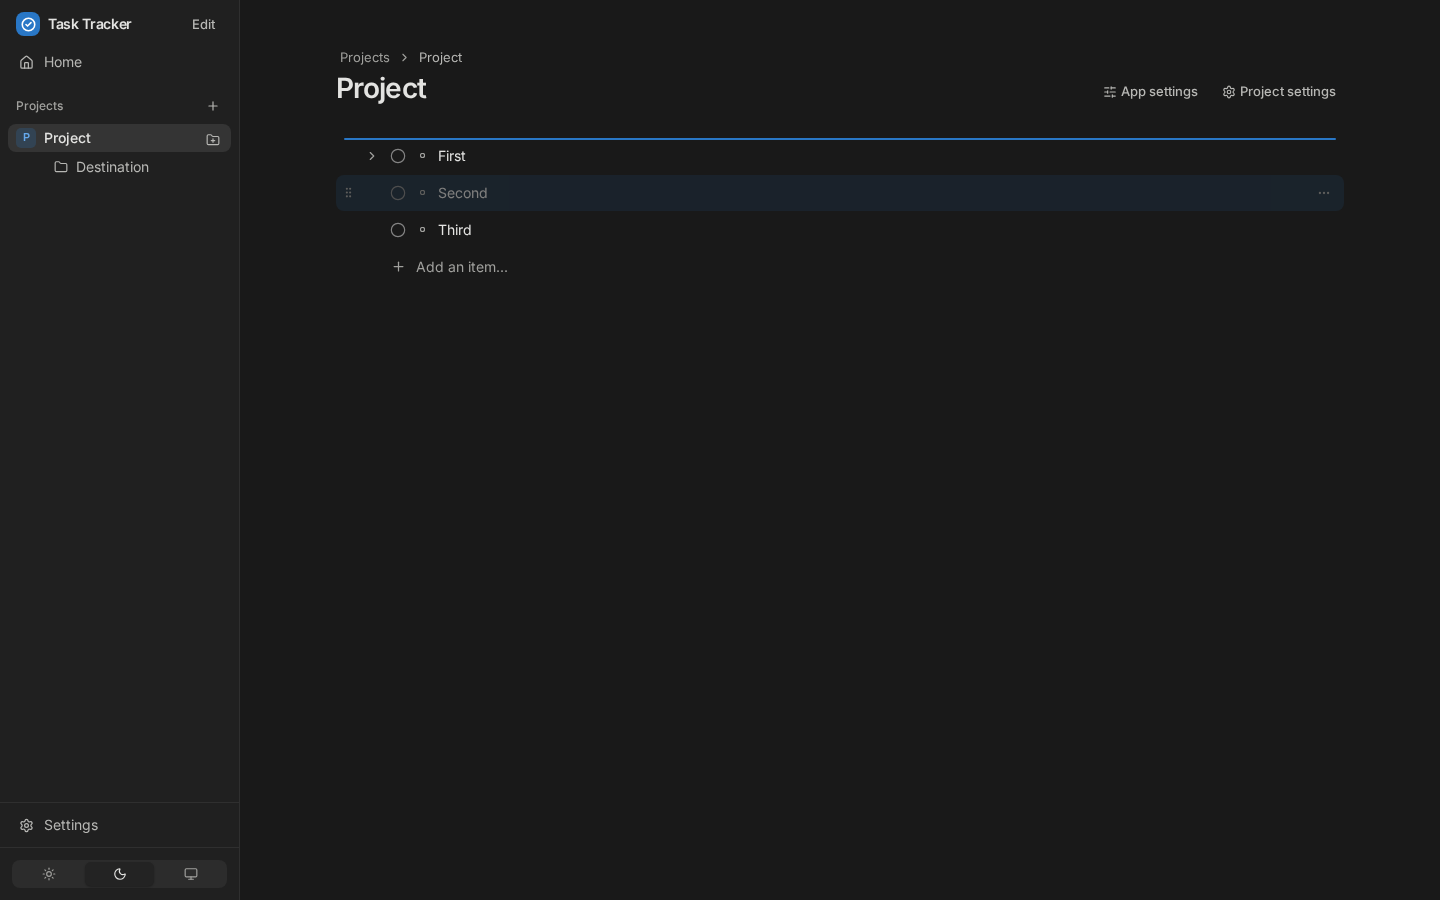 Task Tracker
Edit
Home
Projects
P
Project
Destination
Settings
Projects
Project
Project
App settings
Project settings
First
Second
Third
Add an item...